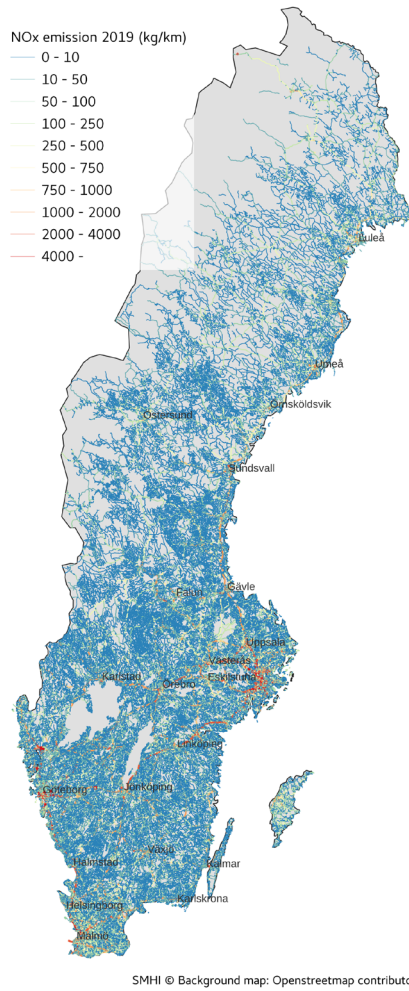 NOx emission 2019 (kg/km)
0 - 10
10 - 50
50 - 100
100 - 250
250 - 500
500 - 750
750 - 1000
1000 - 2000
2000 - 4000
4000 -
Luleå
Umeå
Örnsköldsvik
Östersund
Sundsvall
Gävle
Falun
Uppsala
Västerås
Karlstad
Örebro
Eskilstuna
Linköping
Göteborg
Jönköping
Växjö
Halmstad
Kalmar
Karlskrona
Helsingborg
Malmö
SMHI © Background map: Openstreetmap contributo